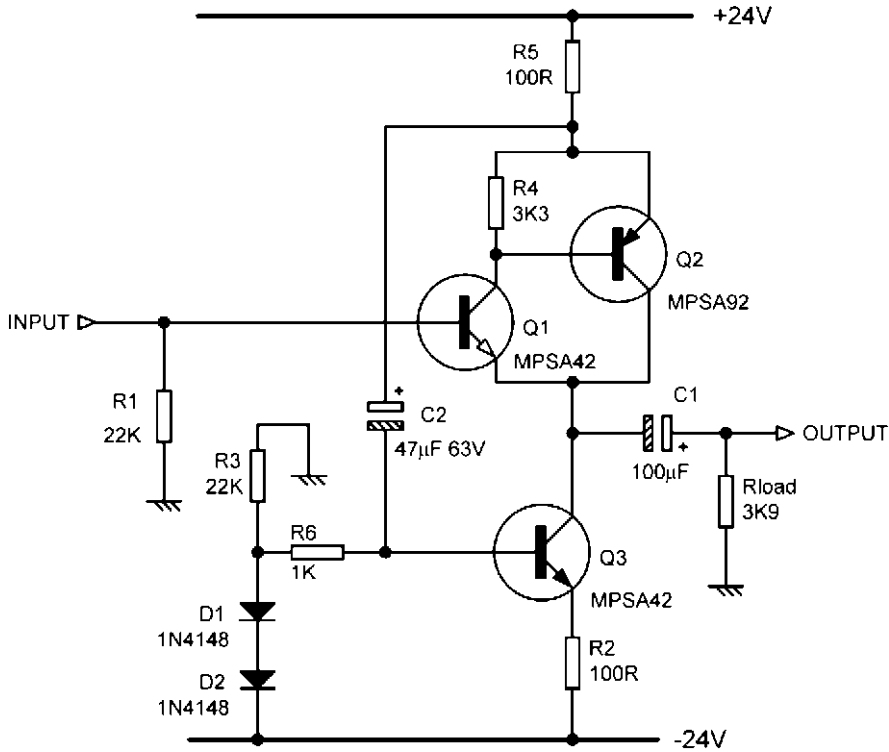 +24V
R5
100R
R4
3K3
Q2
MPSA92
INPUT
Q1
MPSA42
R1
22K
C2
47µF 63V
C1
100µF
OUTPUT
R3
22K
Rload
3K9
R6
1K
Q3
MPSA42
D1
1N4148
R2
100R
D2
1N4148
-24V